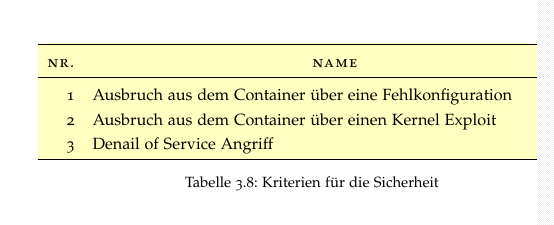 NR. NAME
1 Ausbruch aus dem Container über eine Fehlkonfiguration
2 Ausbruch aus dem Container über einen Kernel Exploit
3 Denail of Service Angriff
Tabelle 3.8: Kriterien für die Sicherheit